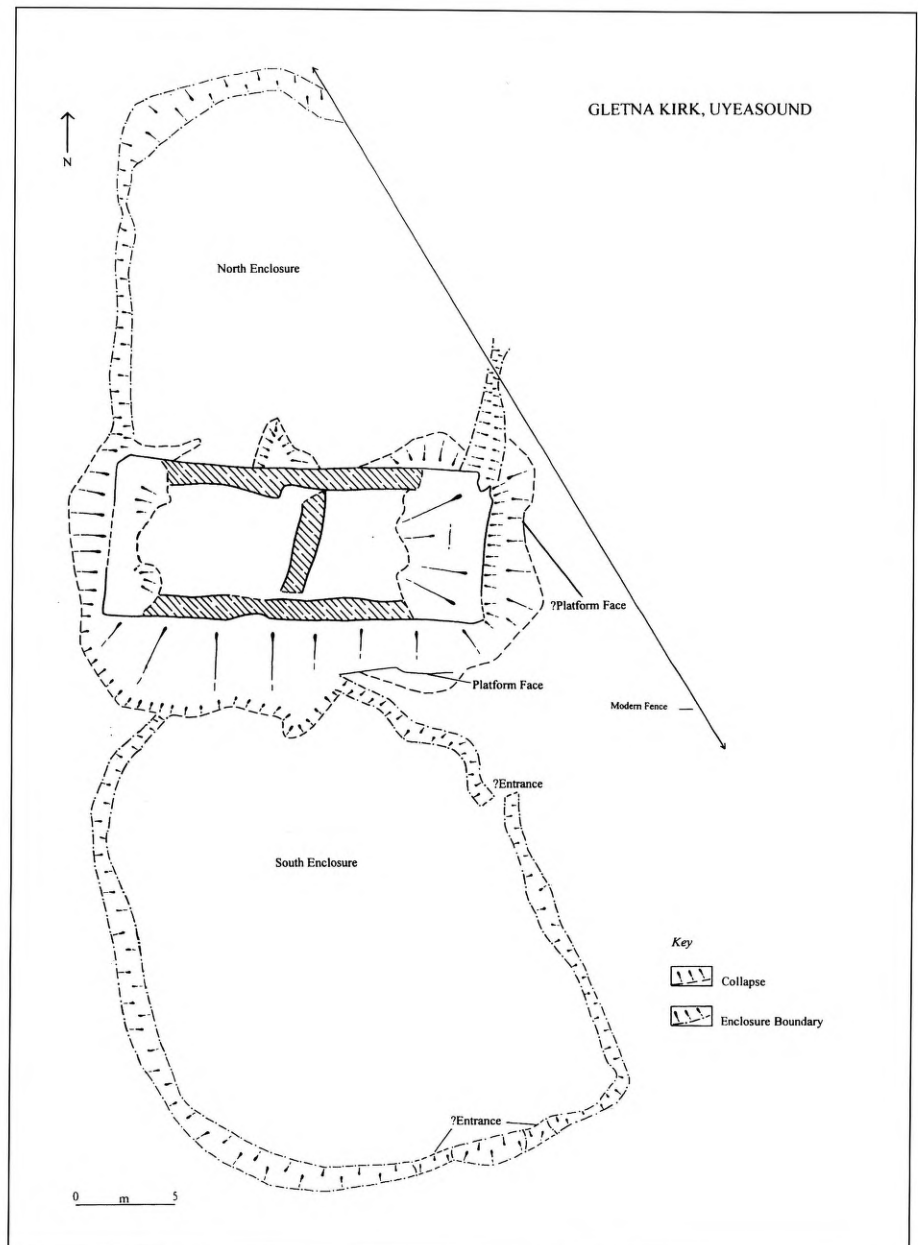 GLETNA KIRK, UYEASOUND
N
North Enclosure
?Platform Face
Platform Face
Modern Fence
?Entrance
South Enclosure
Key
Collapse
Enclosure Boundary
?Entrance
0 m 5